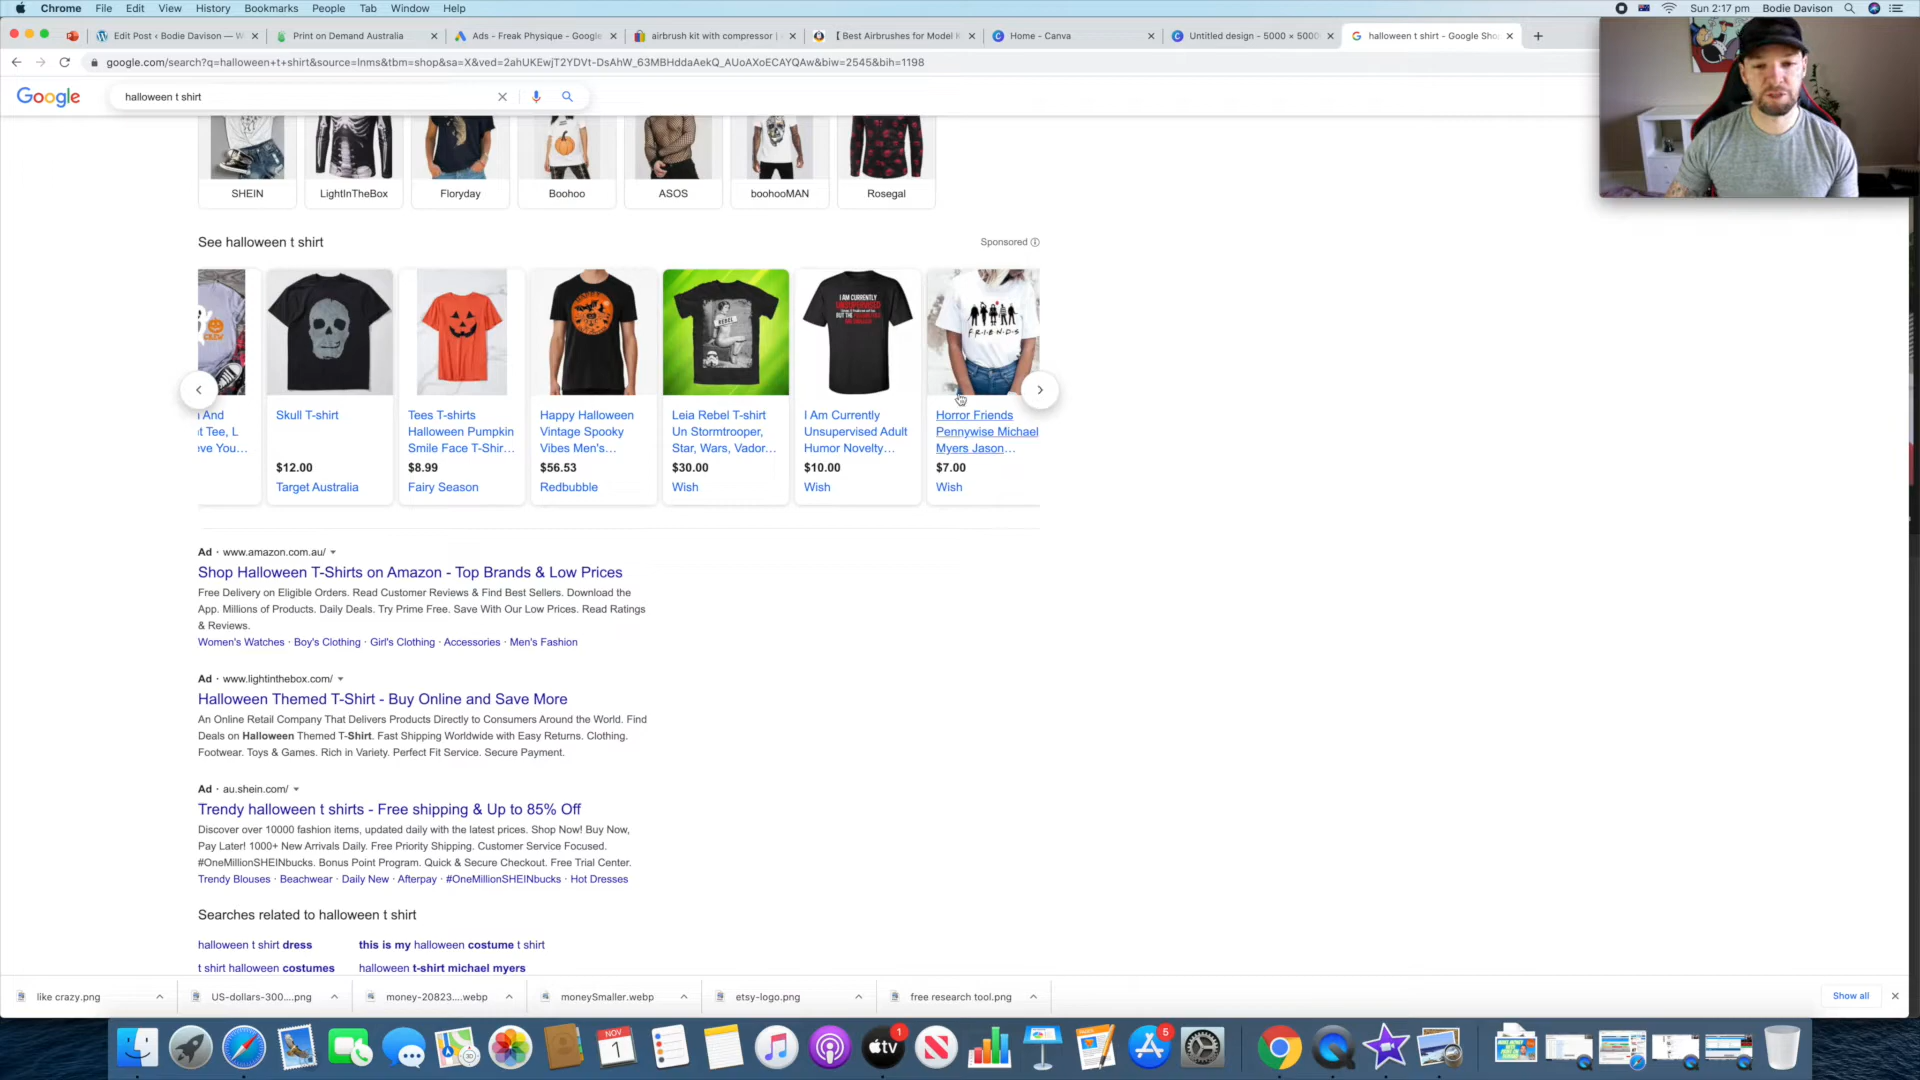 Chrome File Edit View History Bookmarks People Tab Window Help
Sun 2:17 pm Bodie Davison
Edit Post ‹ Bodie Davison — W
Print on Demand Australia
Ads - Freak Physique - Google
airbrush kit with compressor |
【 Best Airbrushes for Model K
Home - Canva
Untitled design - 5000 × 5000
halloween t shirt - Google Sho
google.com/search?q=halloween+t+shirt&source=lnms&tbm=shop&sa=X&ved=2ahUKEwjT2YDVt-DsAhW_63MBHddaAekQ_AUoAXoECAYQAw&biw=2545&bih=1198
Google
halloween t shirt
SHEIN
LightInTheBox
Floryday
Boohoo
ASOS
boohooMAN
Rosegal
See halloween t shirt
Sponsored
CREW
REBEL
I AM CURRENTLY
UNSUPERVISED
F·R·I·E·N·D·S
And
t Tee, L
ve You...
Skull T-shirt
$12.00
Target Australia
Tees T-shirts
Halloween Pumpkin
Smile Face T-Shir...
$8.99
Fairy Season
Happy Halloween
Vintage Spooky
Vibes Men's...
$56.53
Redbubble
Leia Rebel T-shirt
Un Stormtrooper,
Star, Wars, Vador...
$30.00
Wish
I Am Currently
Unsupervised Adult
Humor Novelty...
$10.00
Wish
Horror Friends
Pennywise Michael
Myers Jason...
$7.00
Wish
Ad · www.amazon.com.au/
Shop Halloween T-Shirts on Amazon - Top Brands & Low Prices
Free Delivery on Eligible Orders. Read Customer Reviews & Find Best Sellers. Download the
App. Millions of Products. Daily Deals. Try Prime Free. Save With Our Low Prices. Read Ratings
& Reviews.
Women's Watches · Boy's Clothing · Girl's Clothing · Accessories · Men's Fashion
Ad · www.lightinthebox.com/
Halloween Themed T-Shirt - Buy Online and Save More
An Online Retail Company That Delivers Products Directly to Consumers Around the World. Find
Deals on Halloween Themed T-Shirt. Fast Shipping Worldwide with Easy Returns. Clothing.
Footwear. Toys & Games. Rich in Variety. Perfect Fit Service. Secure Payment.
Ad · au.shein.com/
Trendy halloween t shirts - Free shipping & Up to 85% Off
Discover over 10000 fashion items, updated daily with the latest prices. Shop Now! Buy Now,
Pay Later! 1000+ New Arrivals Daily. Free Priority Shipping. Customer Service Focused.
#OneMillionSHEINbucks. Bonus Point Program. Quick & Secure Checkout. Free Trial Center.
Trendy Blouses · Beachwear · Daily New · Afterpay · #OneMillionSHEINbucks · Hot Dresses
Searches related to halloween t shirt
halloween t shirt dress
this is my halloween costume t shirt
t shirt halloween costumes
halloween t-shirt michael myers
like crazy.png
US-dollars-300....png
money-20823....webp
moneySmaller.webp
etsy-logo.png
free research tool.png
Show all
NOV
1
tv
1
5